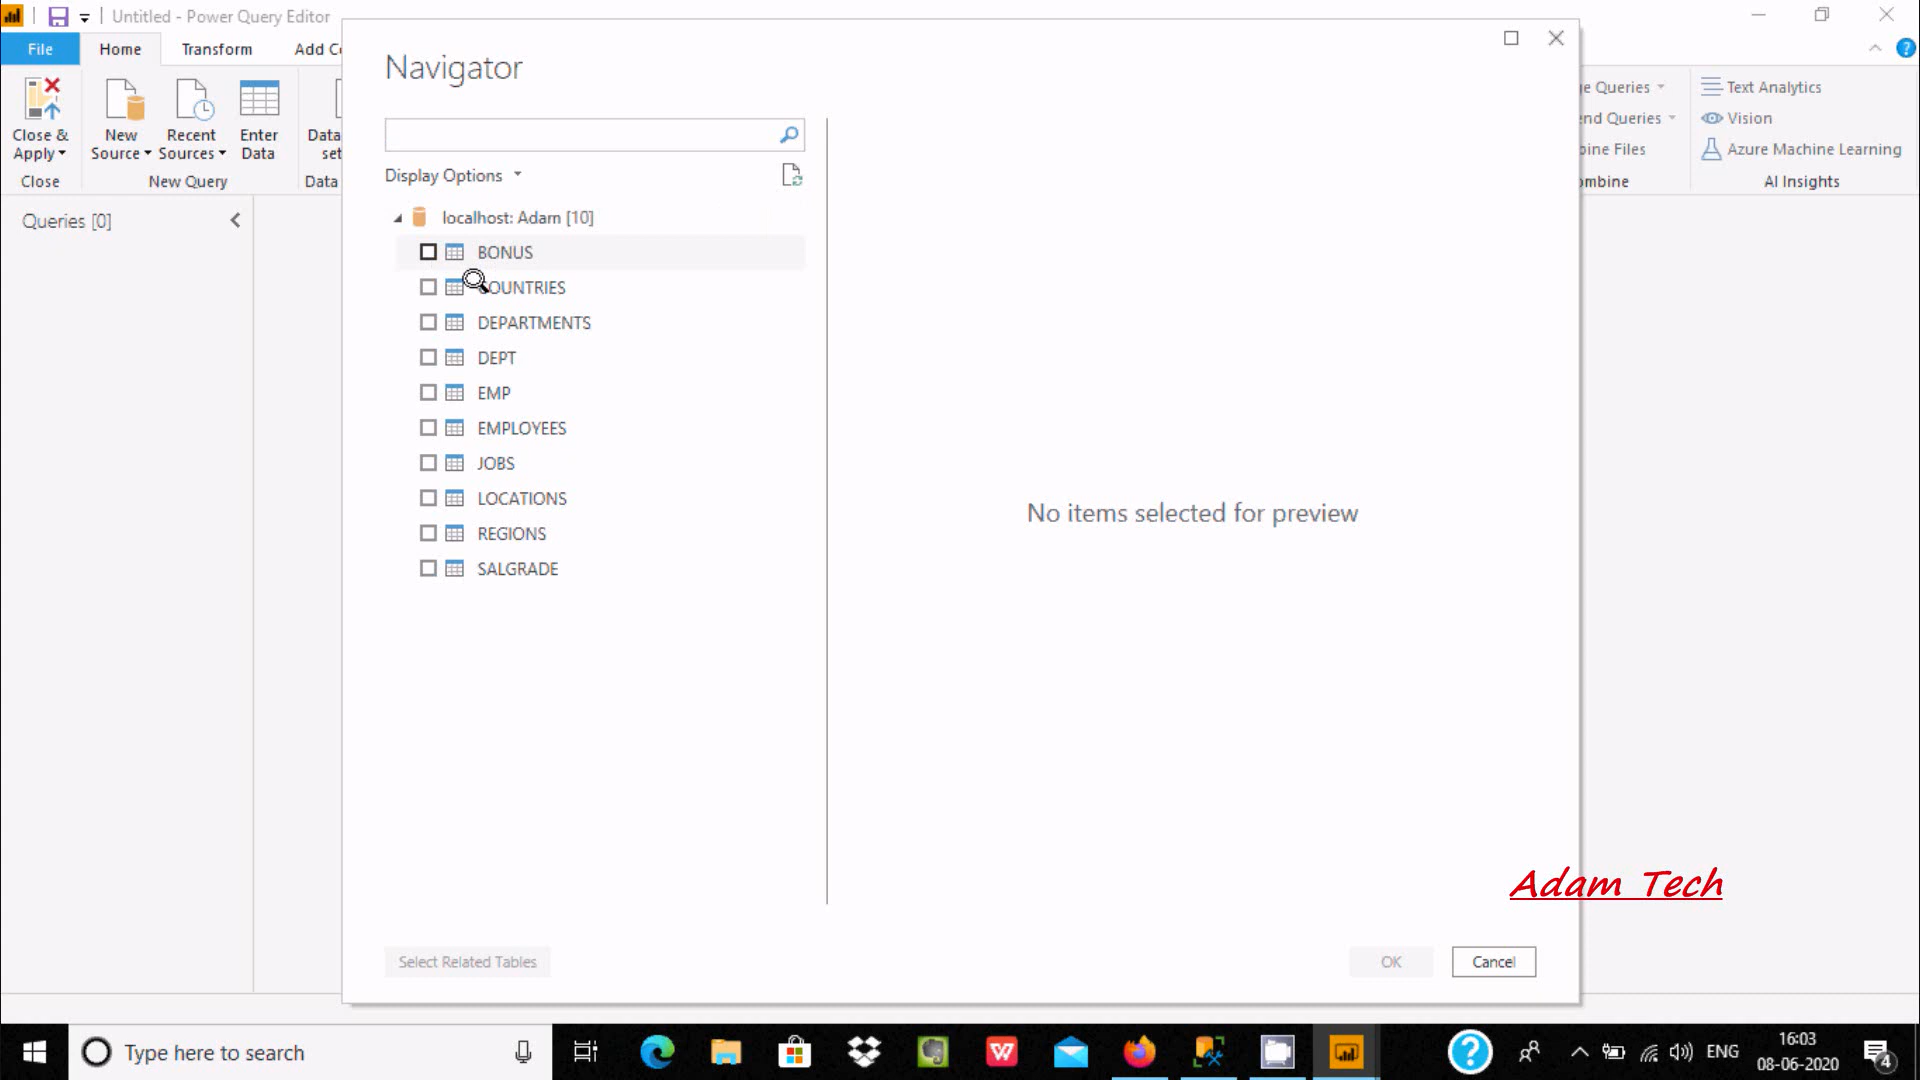 Untitled - Power Query Editor
File
Home
Transform
Add C
Close &
Apply
New
Source
Recent
Sources
Enter
Data
Data
set
Close
New Query
Data
e Queries
nd Queries
ine Files
mbine
Text Analytics
Vision
Azure Machine Learning
AI Insights
Queries [0]
Navigator
Display Options
localhost: Adam [10]
BONUS
COUNTRIES
DEPARTMENTS
DEPT
EMP
EMPLOYEES
JOBS
LOCATIONS
REGIONS
SALGRADE
No items selected for preview
Adam Tech
Select Related Tables
OK
Cancel
Type here to search
ENG
16:03
08-06-2020
4